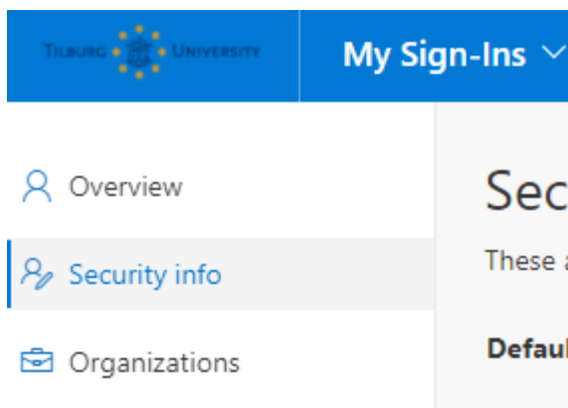 TILBURG UNIVERSITY My Sign-Ins
Overview
Sec
Security info
These a
Defaul
Organizations